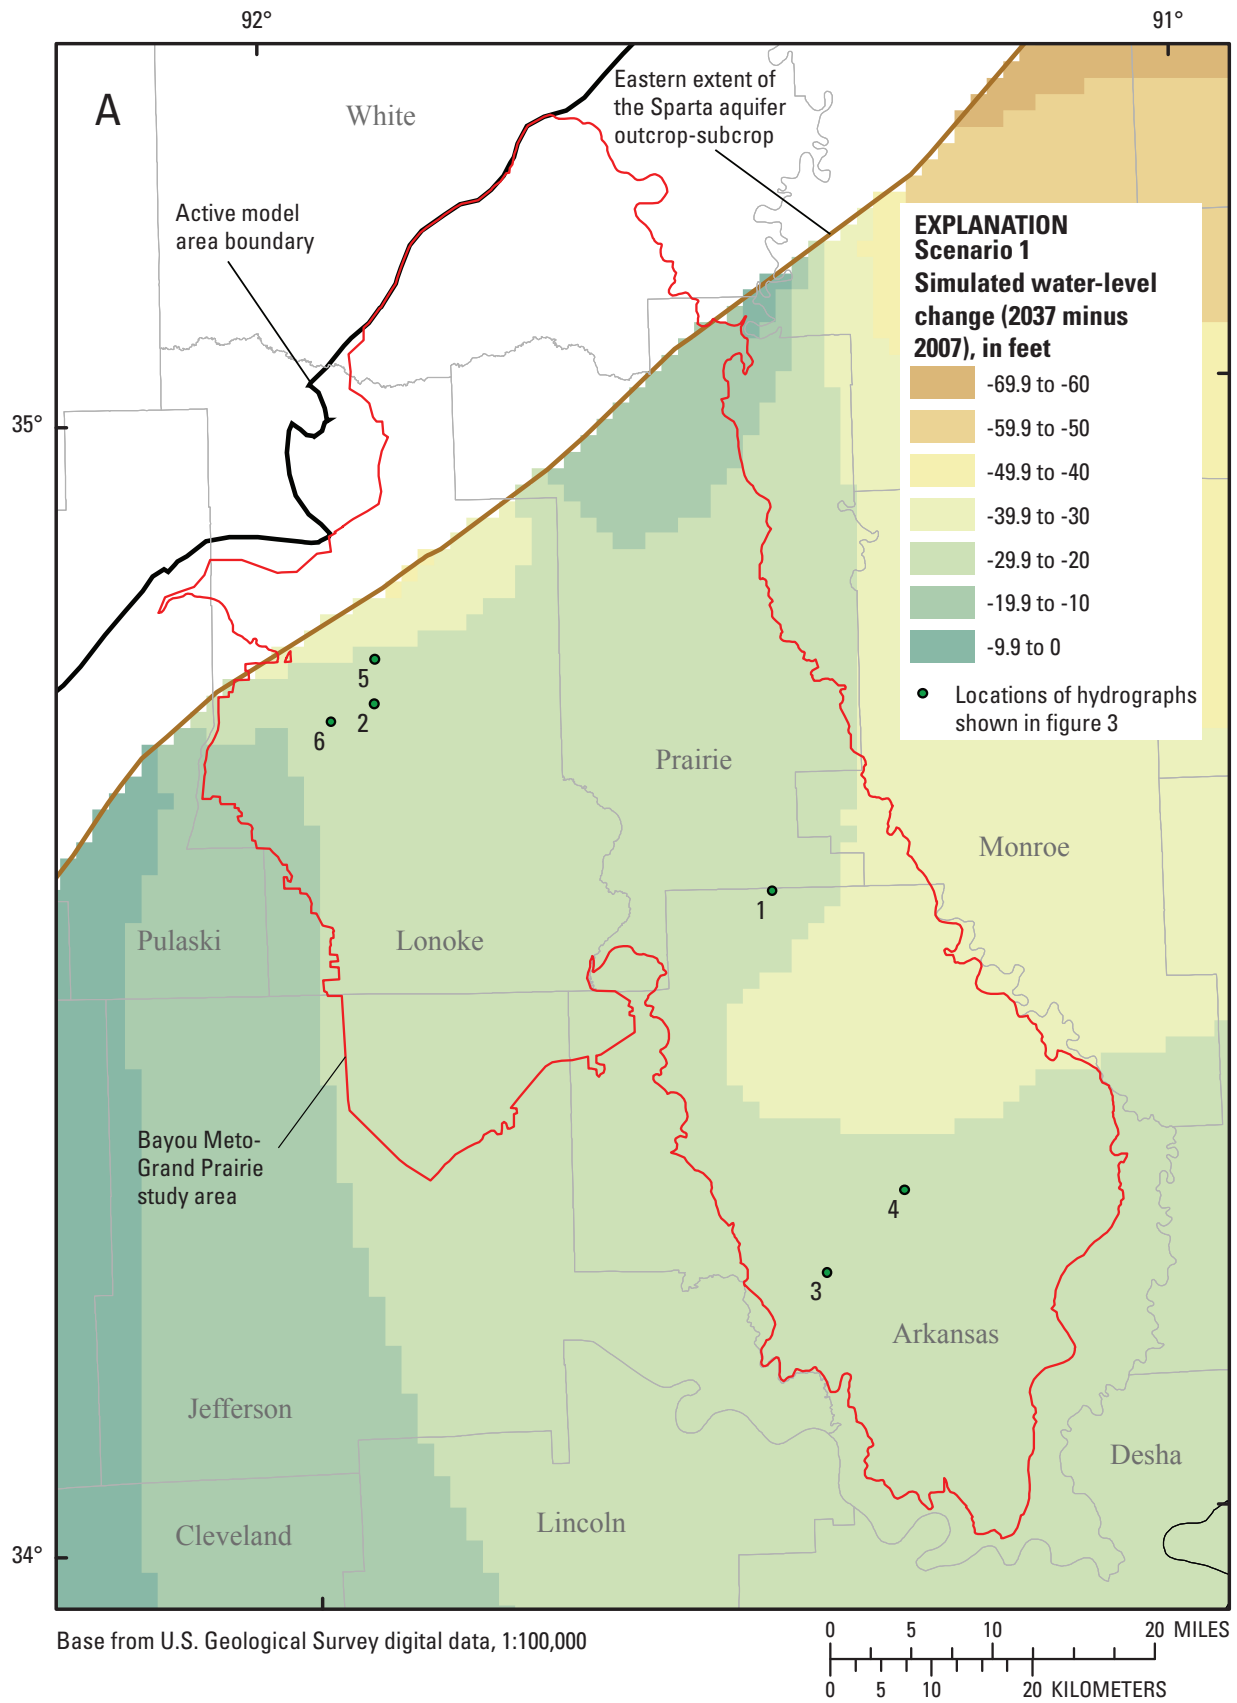 92°
91°
A
White
Eastern extent of
the Sparta aquifer
outcrop-subcrop
Active model
area boundary
EXPLANATION
Scenario 1
Simulated water-level
change (2037 minus
2007), in feet
-69.9 to -60
-59.9 to -50
-49.9 to -40
-39.9 to -30
-29.9 to -20
-19.9 to -10
-9.9 to 0
Locations of hydrographs
shown in figure 3
35°
5
2
6
Prairie
Monroe
1
Pulaski
Lonoke
Bayou Meto-
Grand Prairie
study area
4
3
Arkansas
Jefferson
Desha
Lincoln
Cleveland
34°
Base from U.S. Geological Survey digital data, 1:100,000
0 5 10 20 MILES
0 5 10 20 KILOMETERS